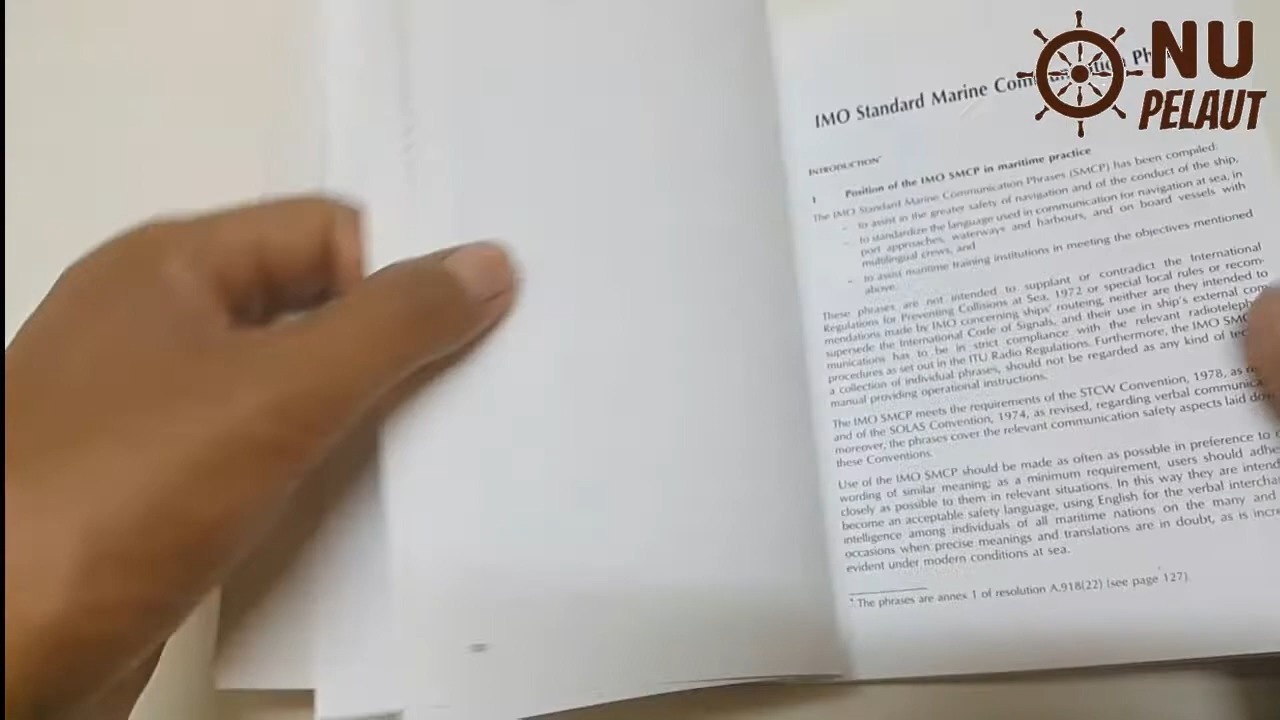 NU
PELAUT
IMO Standard Marine
INTRODUCTION*
1 Position of the IMO SMCP in maritime practice
The IMO Standard Marine Communication Phrases (SMCP) has been compiled:
- to assist in the greater safety of navigation and of the conduct of the ship,
- to standardize the language used in communication for navigation at sea, in
port approaches, waterways and harbours, and on board vessels with
multilingual crews, and
- to assist maritime training institutions in meeting the objectives mentioned
above.
These phrases are not intended to supplant or contradict the International
Regulations for Preventing Collisions at Sea, 1972 or special local rules or recom-
mendations made by IMO concerning ships' routeing, neither are they intended to
supersede the International Code of Signals, and their use in ship's external com
munications has to be in strict compliance with the relevant radioteleph
procedures as set out in the ITU Radio Regulations. Furthermore, the IMO SMC
a collection of individual phrases, should not be regarded as any kind of tec
manual providing operational instructions.
The IMO SMCP meets the requirements of the STCW Convention, 1978, as
and of the SOLAS Convention, 1974, as revised, regarding verbal communica
moreover, the phrases cover the relevant communication safety aspects laid do
these Conventions.
Use of the IMO SMCP should be made as often as possible in preference to
wording of similar meaning; as a minimum requirement, users should adhe
closely as possible to them in relevant situations. In this way they are intend
become an acceptable safety language, using English for the verbal intercha
intelligence among individuals of all maritime nations on the many and
occasions when precise meanings and translations are in doubt, as is incre
evident under modern conditions at sea.
* The phrases are annex 1 of resolution A.918(22) (see page 127).